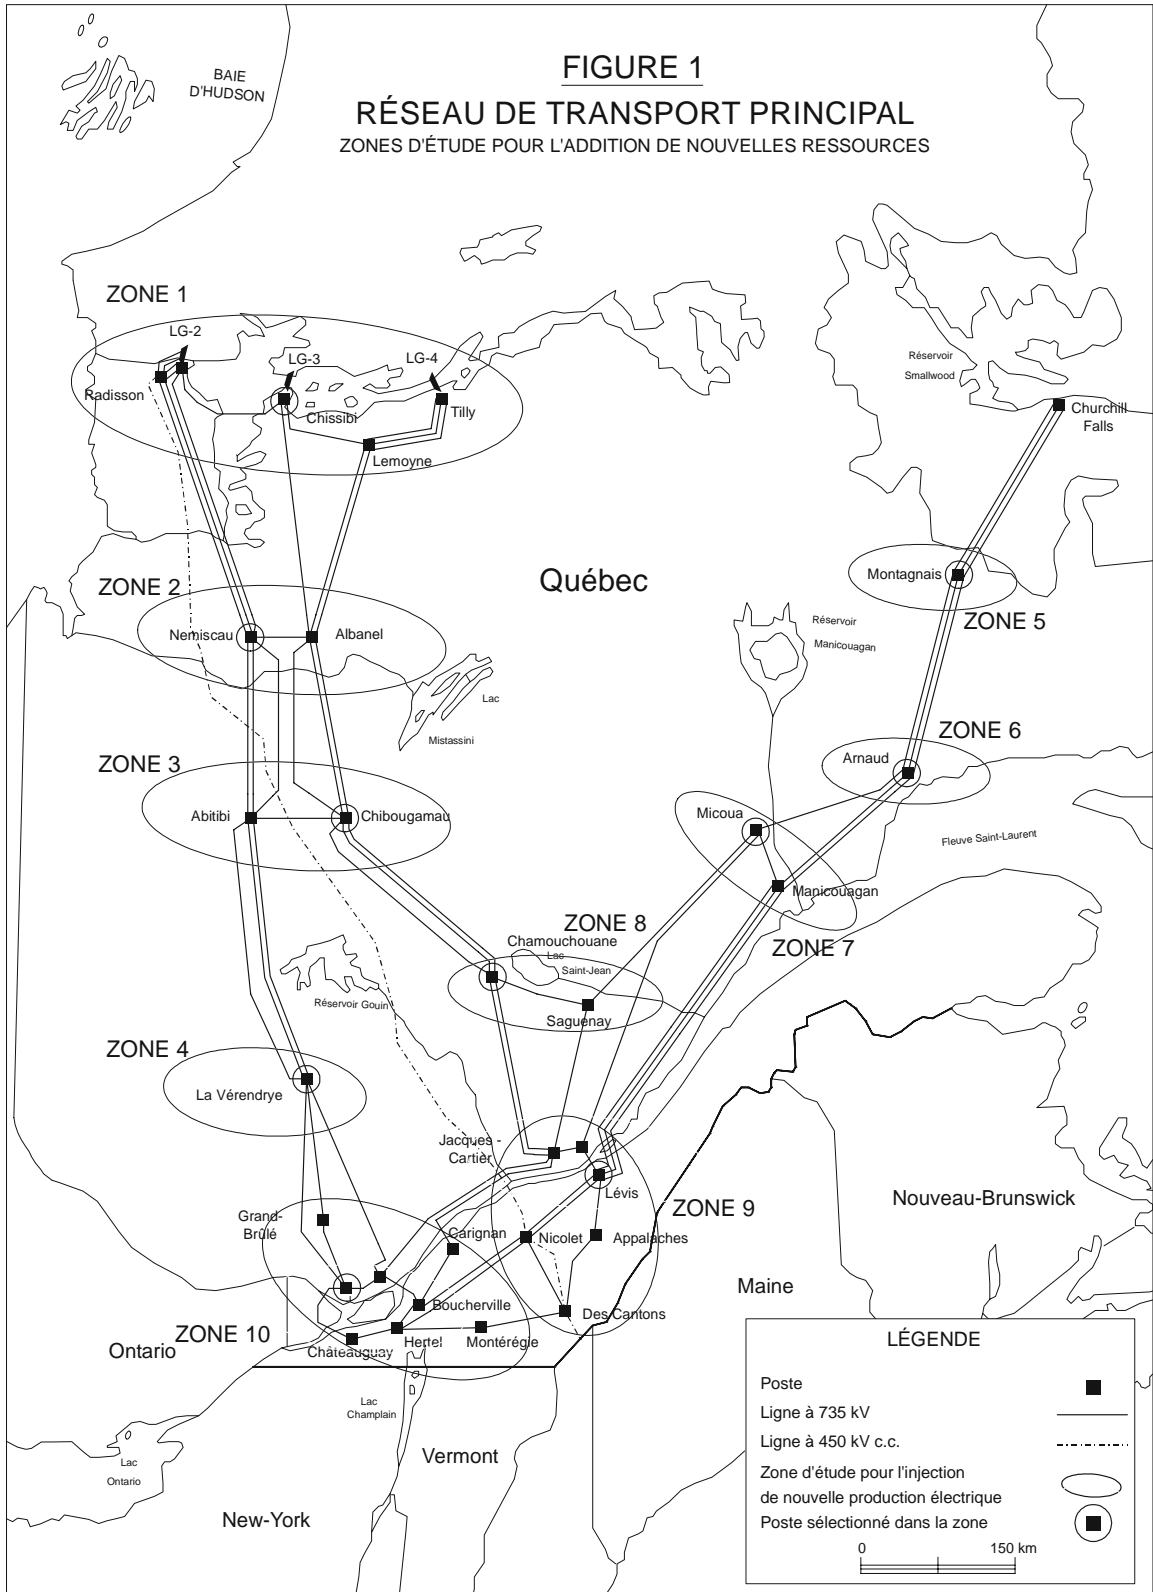 FIGURE 1
RÉSEAU DE TRANSPORT PRINCIPAL
ZONES D'ÉTUDE POUR L'ADDITION DE NOUVELLES RESSOURCES
BAIE
D'HUDSON
ZONE 1
LG-2
LG-3
LG-4
Radisson
Chissibi
Tilly
Lemoyne
Réservoir
Smallwood
Churchill
Falls
Québec
Montagnais
ZONE 5
ZONE 2
Nemiscau
Albanel
Réservoir
Manicouagan
Lac
Mistassini
ZONE 6
Arnaud
ZONE 3
Abitibi
Chibougamau
Micoua
Fleuve Saint-Laurent
Manicouagan
ZONE 7
ZONE 8
Chamouchouane
Lac
Saint-Jean
Saguenay
Réservoir Gouin
ZONE 4
La Vérendrye
Jacques -
Cartier
Lévis
ZONE 9
Nouveau-Brunswick
Grand-
Brûlé
Carignan
Nicolet
Appalaches
Maine
Boucherville
Des Cantons
ZONE 10
Hertel
Montérégie
Châteauguay
Ontario
Lac
Champlain
Vermont
Lac
Ontario
New-York
LÉGENDE
Poste
Ligne à 735 kV
Ligne à 450 kV c.c.
Zone d'étude pour l'injection
de nouvelle production électrique
Poste sélectionné dans la zone
0 150 km